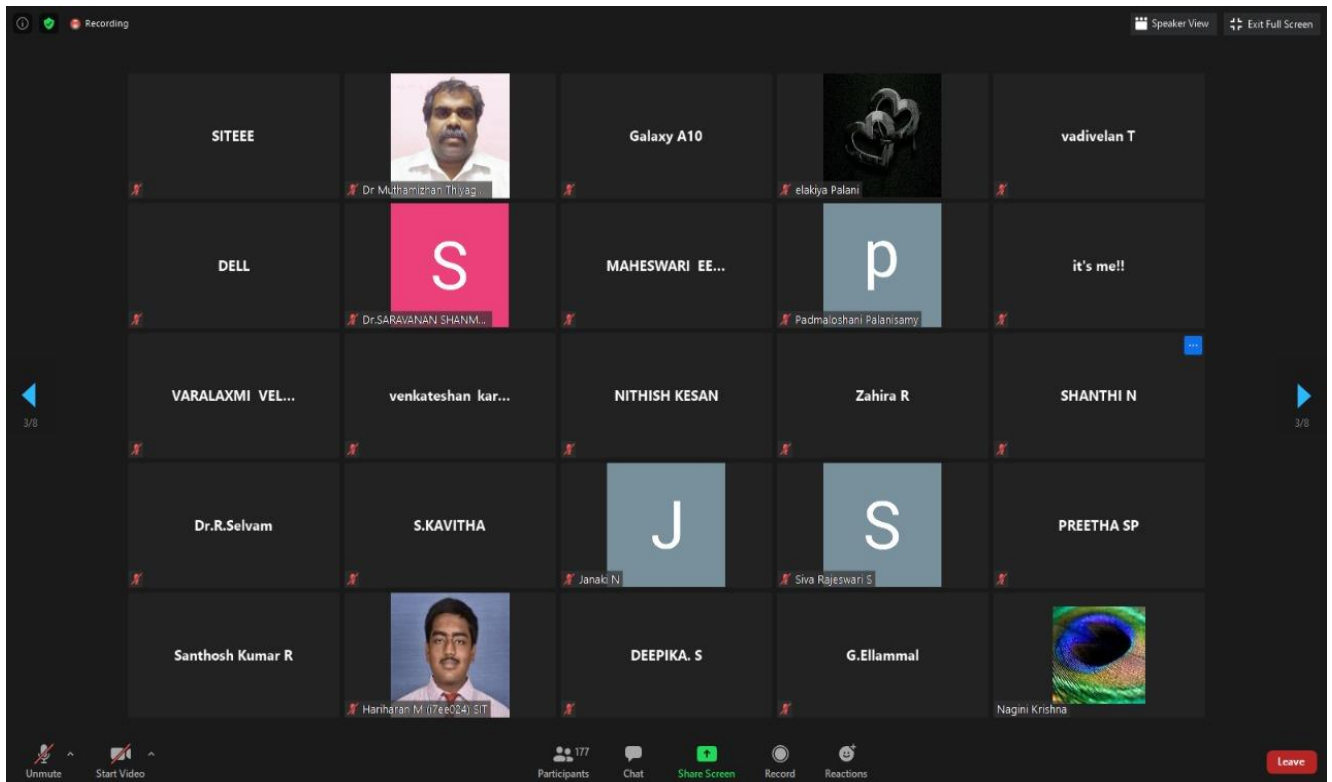 Recording
Speaker View
Exit Full Screen
SITEEE
Dr Muthamizhan Thiyag...
Galaxy A10
elakiya Palani
vadivelan T
DELL
S
Dr.SARAVANAN SHANM...
MAHESWARI EE...
p
Padmaloshani Palanisamy
it's me!!
VARALAXMI VEL...
venkateshan kar...
NITHISH KESAN
Zahira R
SHANTHI N
3/8
3/8
Dr.R.Selvam
S.KAVITHA
J
Janaki N
S
Siva Rajeswari S
PREETHA SP
Santhosh Kumar R
Hariharan M (i7ee024) SIT
DEEPIKA. S
G.Ellammal
Nagini Krishna
Unmute
Start Video
177
Participants
Chat
Share Screen
Record
Reactions
Leave